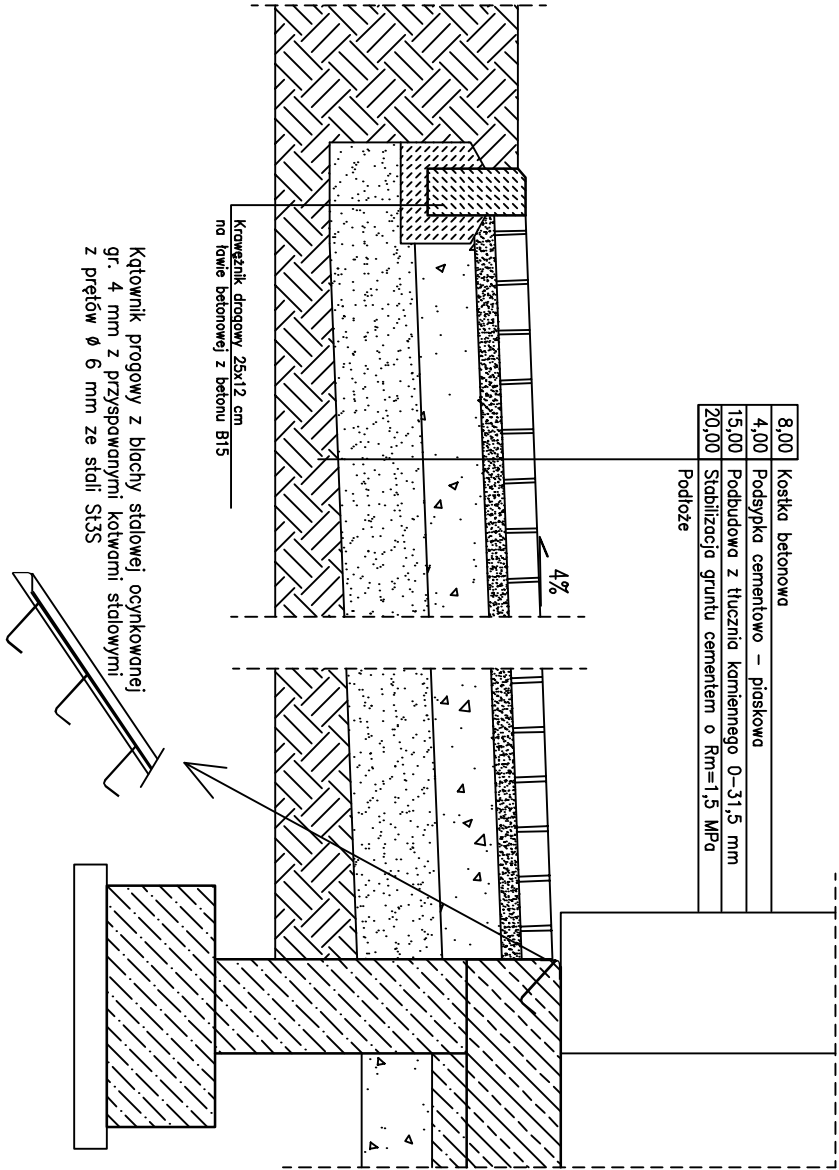 8,00 Kostka betonowa
4,00 Podsypka cementowo – piaskowa
15,00 Podbudowa z tłucznia kamiennego 0–31,5 mm
20,00 Stabilizacja gruntu cementem o Rm=1,5 MPa
Podłoże
4%
Krawężnik drogowy 25x12 cm
na ławie betonowej z betonu B15
Kątownik progowy z blachy stalowej ocynkowanej
gr. 4 mm z przyspawanymi kotwami stalowymi
z prętów ø 6 mm ze stali St3S